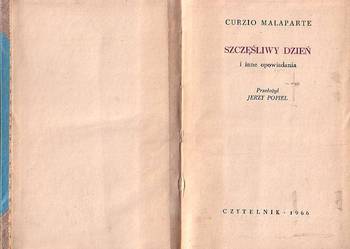 CURZIO MALAPARTE
SZCZĘŚLIWY DZIEŃ
i inne opowiadania
Przełożył
JERZY POPIEL
CZYTELNIK · 1966